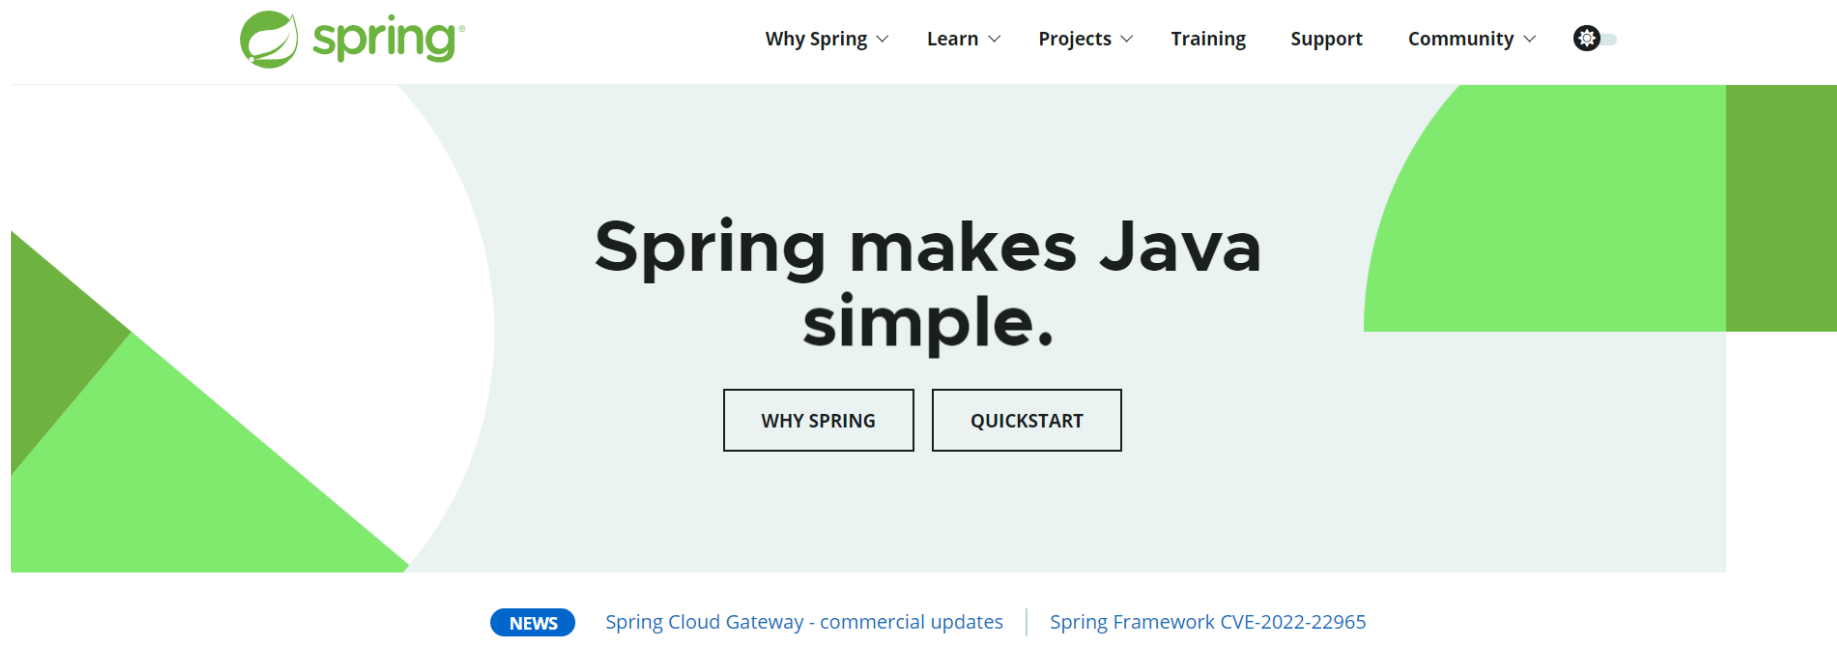 spring®
Why Spring
Learn
Projects
Training
Support
Community
Spring makes Java
simple.
WHY SPRING
QUICKSTART
NEWS
Spring Cloud Gateway - commercial updates
Spring Framework CVE-2022-22965